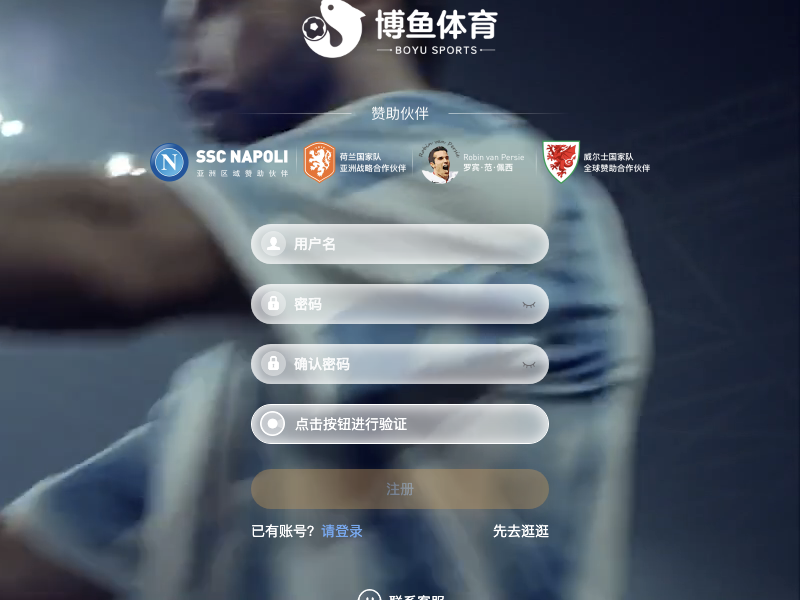 博鱼体育
BOYU SPORTS
赞助伙伴
N
SSC NAPOLI
亚洲区域赞助伙伴
荷兰国家队
亚洲战略合作伙伴
Robin van Persie
罗宾·范·佩西
威尔士国家队
全球赞助合作伙伴
用户名
密码
确认密码
点击按钮进行验证
注册
已有账号? 请登录
先去逛逛
联系客服